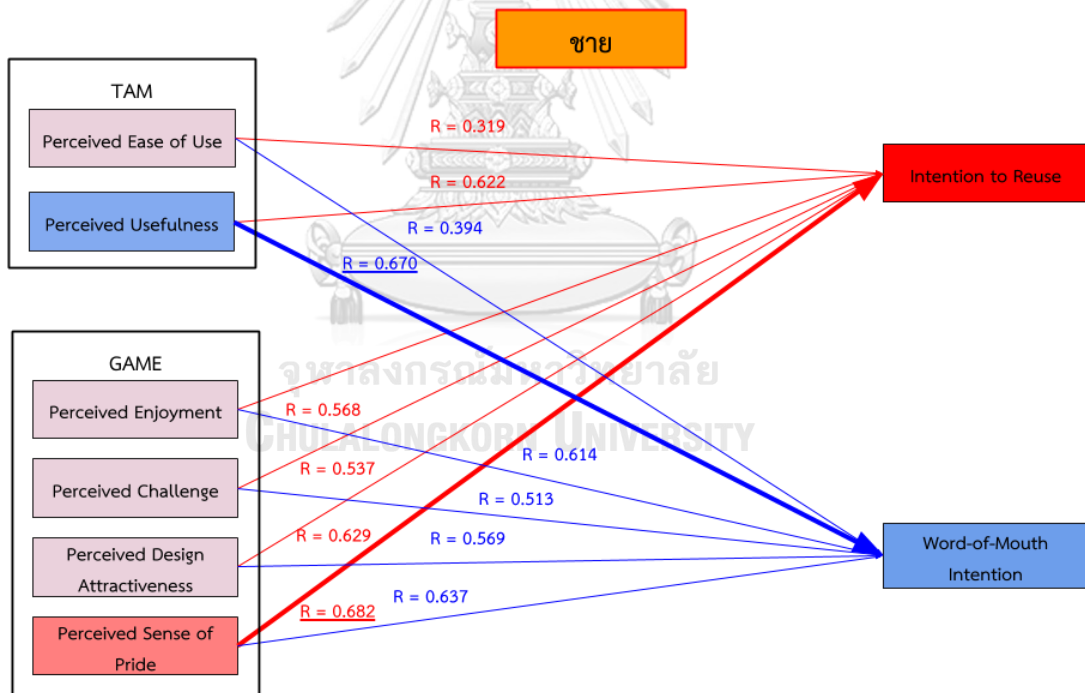 ชาย
TAM
Perceived Ease of Use
Perceived Usefulness
R = 0.319
R = 0.622
R = 0.394
R = 0.670
Intention to Reuse
GAME
Perceived Enjoyment
Perceived Challenge
Perceived Design
Attractiveness
Perceived Sense of
Pride
จุฬาลงกรณ์มหาวิทยาลัย
CHULALONGKORN UNIVERSITY
R = 0.568
R = 0.614
R = 0.537
R = 0.513
R = 0.629
R = 0.569
R = 0.682
R = 0.637
Word-of-Mouth
Intention